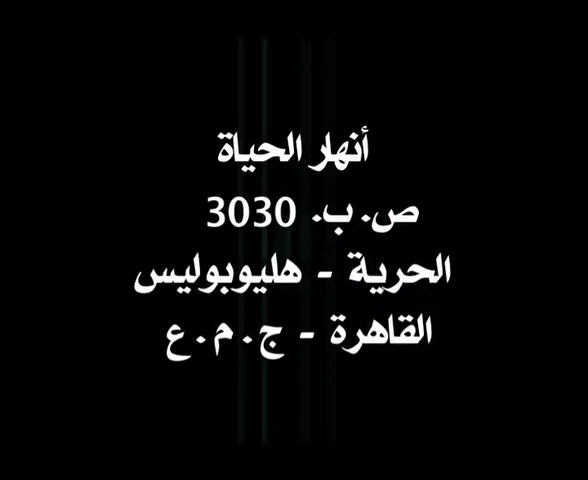 أنهار الحياة
ص. ب. 3030
الحرية - هليوبوليس
القاهرة - ج. م. ع